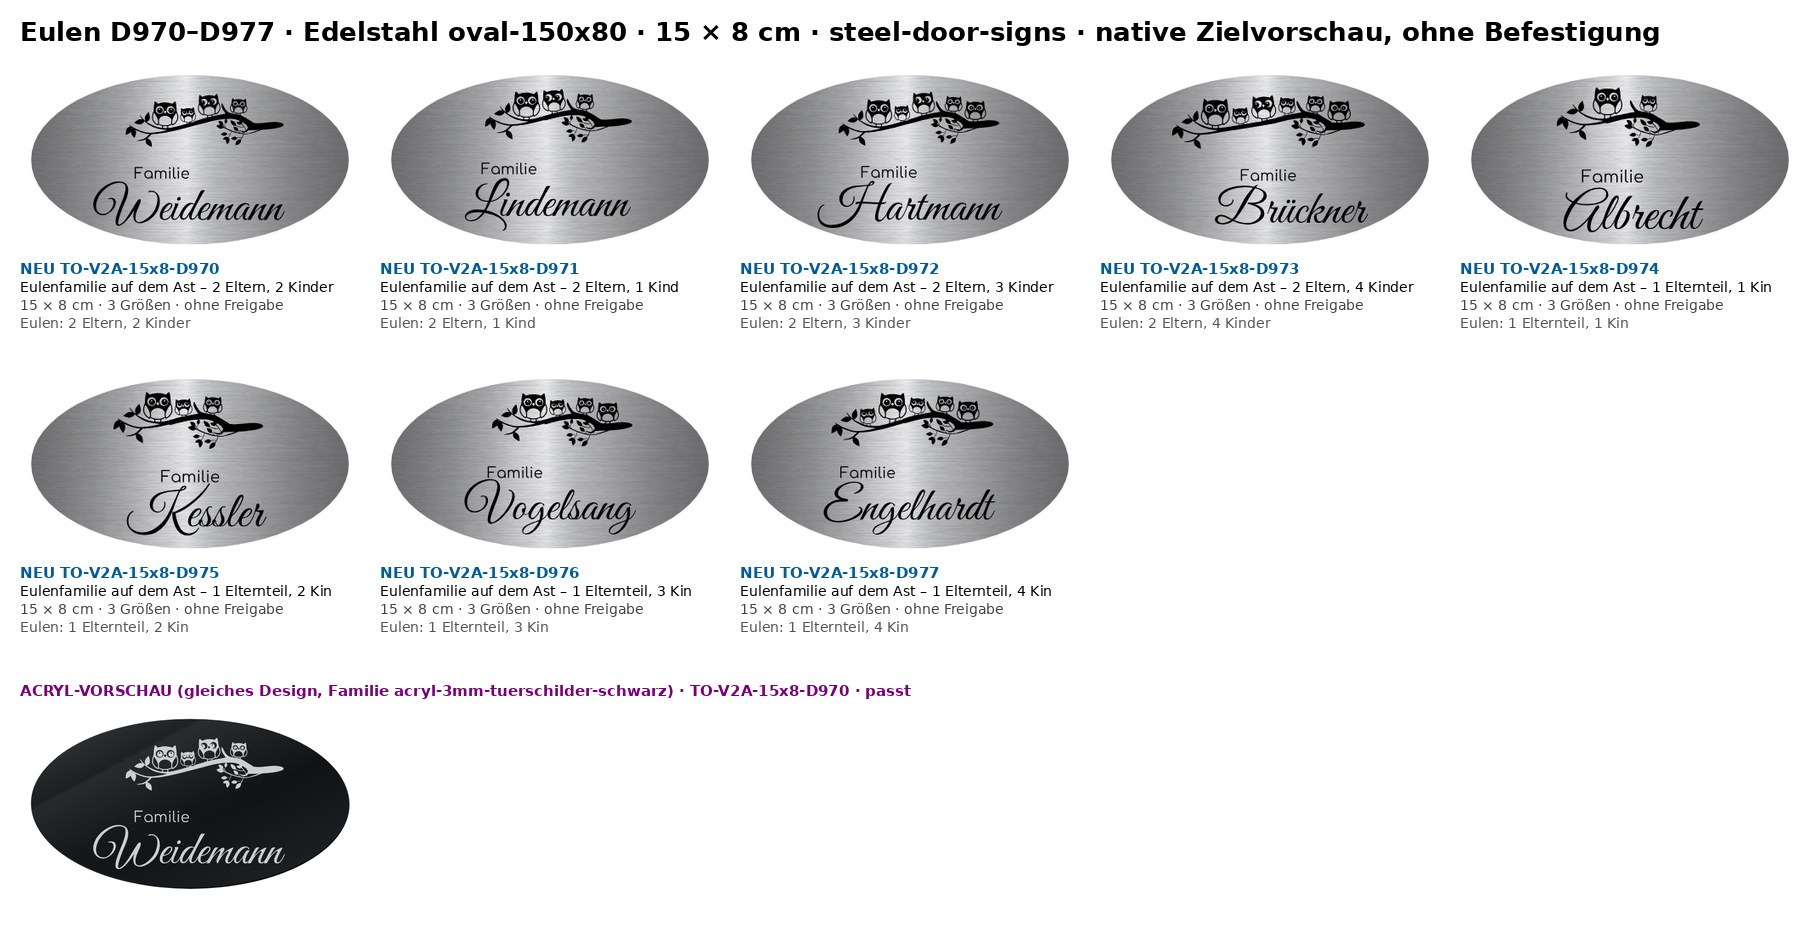 Eulen D970–D977 · Edelstahl oval-150x80 · 15 × 8 cm · steel-door-signs · native Zielvorschau, ohne Befestigung
Familie
Weidemann
NEU TO-V2A-15x8-D970
Eulenfamilie auf dem Ast – 2 Eltern, 2 Kinder
15 × 8 cm · 3 Größen · ohne Freigabe
Eulen: 2 Eltern, 2 Kinder
Familie
Lindemann
NEU TO-V2A-15x8-D971
Eulenfamilie auf dem Ast – 2 Eltern, 1 Kind
15 × 8 cm · 3 Größen · ohne Freigabe
Eulen: 2 Eltern, 1 Kind
Familie
Hartmann
NEU TO-V2A-15x8-D972
Eulenfamilie auf dem Ast – 2 Eltern, 3 Kinder
15 × 8 cm · 3 Größen · ohne Freigabe
Eulen: 2 Eltern, 3 Kinder
Familie
Brückner
NEU TO-V2A-15x8-D973
Eulenfamilie auf dem Ast – 2 Eltern, 4 Kinder
15 × 8 cm · 3 Größen · ohne Freigabe
Eulen: 2 Eltern, 4 Kinder
Familie
Albrecht
NEU TO-V2A-15x8-D974
Eulenfamilie auf dem Ast – 1 Elternteil, 1 Kin
15 × 8 cm · 3 Größen · ohne Freigabe
Eulen: 1 Elternteil, 1 Kin
Familie
Kessler
NEU TO-V2A-15x8-D975
Eulenfamilie auf dem Ast – 1 Elternteil, 2 Kin
15 × 8 cm · 3 Größen · ohne Freigabe
Eulen: 1 Elternteil, 2 Kin
Familie
Vogelsang
NEU TO-V2A-15x8-D976
Eulenfamilie auf dem Ast – 1 Elternteil, 3 Kin
15 × 8 cm · 3 Größen · ohne Freigabe
Eulen: 1 Elternteil, 3 Kin
Familie
Engelhardt
NEU TO-V2A-15x8-D977
Eulenfamilie auf dem Ast – 1 Elternteil, 4 Kin
15 × 8 cm · 3 Größen · ohne Freigabe
Eulen: 1 Elternteil, 4 Kin
ACRYL-VORSCHAU (gleiches Design, Familie acryl-3mm-tuerschilder-schwarz) · TO-V2A-15x8-D970 · passt
Familie
Weidemann